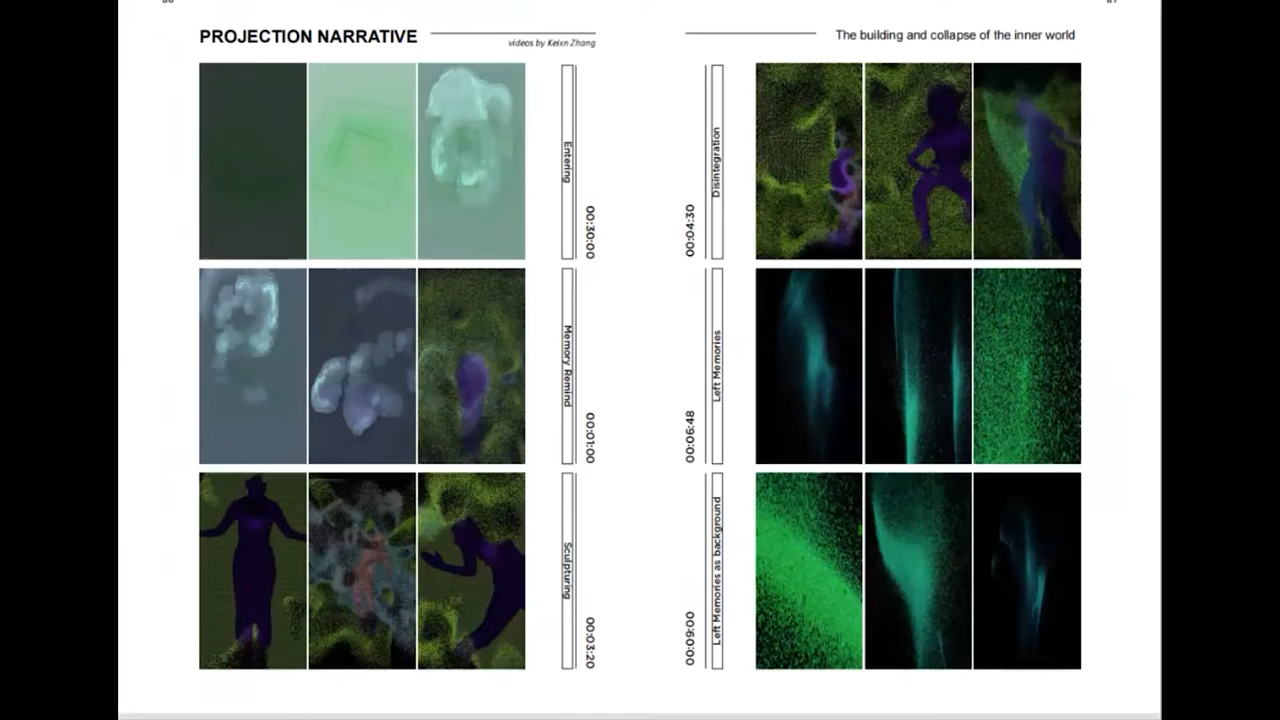 PROJECTION NARRATIVE
videos by Keixn Zhang
The building and collapse of the inner world
Entering
00:30:00
Memory Remind
00:01:00
Sculpturing
00:03:20
00:04:30
Disintegration
00:06:48
Left Memories
00:09:00
Left Memories as background